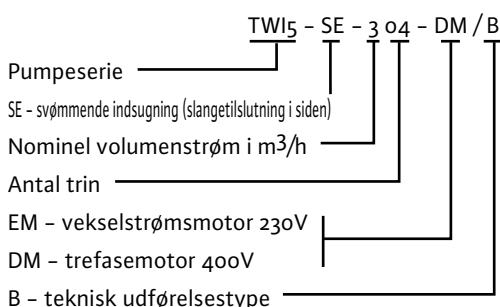 TWI5 - SE - 3 04 - DM / B
Pumpeserie
SE – svømmende indsugning (slangetilslutning i siden)
Nominel volumenstrøm i m³/h
Antal trin
EM – vekselstrømsmotor 230V
DM – trefasemotor 400V
B – teknisk udførelsestype